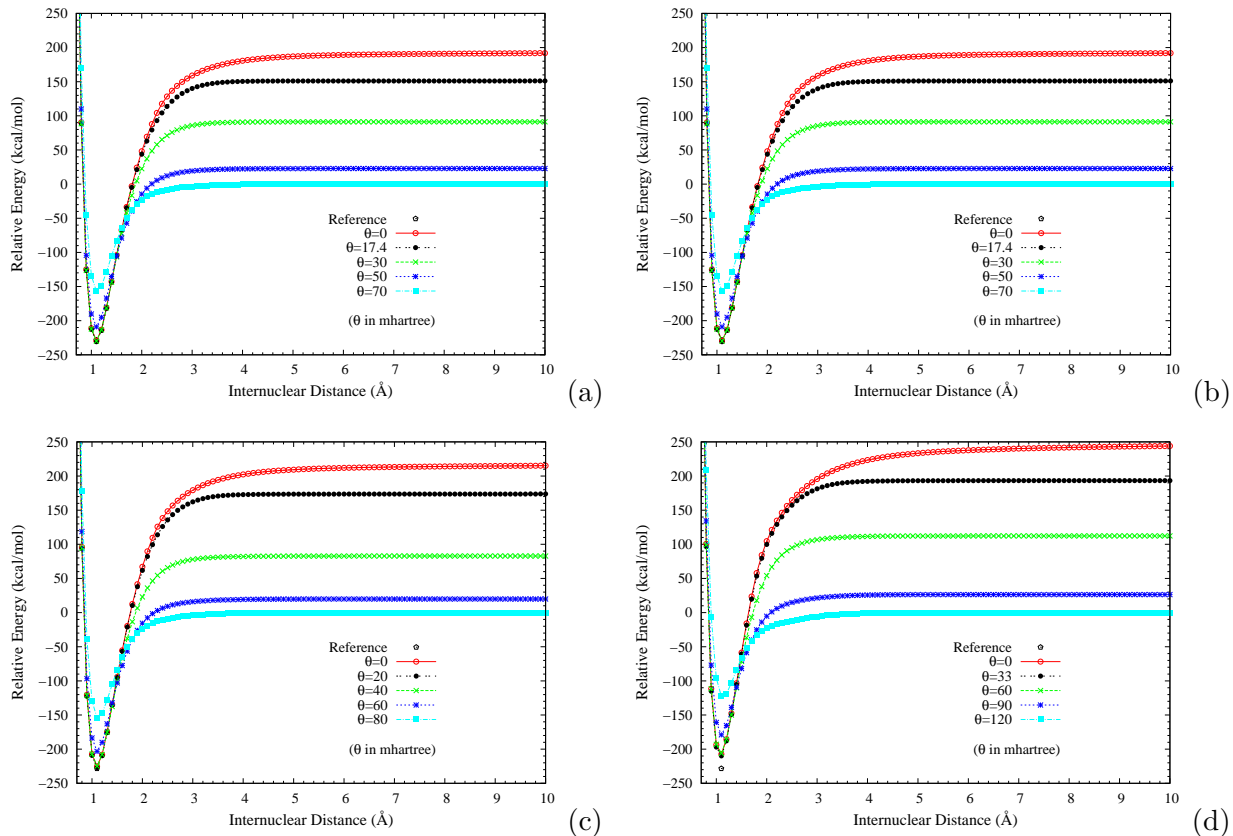 250
200
150
100
50
0
−50
−100
−150
−200
−250
Relative Energy (kcal/mol)
1 2 3 4 5 6 7 8 9 10
Internuclear Distance (Å)
Reference
θ=0
θ=17.4
θ=30
θ=50
θ=70
(θ in mhartree)
(a)
250
200
150
100
50
0
−50
−100
−150
−200
−250
Relative Energy (kcal/mol)
1 2 3 4 5 6 7 8 9 10
Internuclear Distance (Å)
Reference
θ=0
θ=17.4
θ=30
θ=50
θ=70
(θ in mhartree)
(b)
250
200
150
100
50
0
−50
−100
−150
−200
−250
Relative Energy (kcal/mol)
1 2 3 4 5 6 7 8 9 10
Internuclear Distance (Å)
Reference
θ=0
θ=20
θ=40
θ=60
θ=80
(θ in mhartree)
(c)
250
200
150
100
50
0
−50
−100
−150
−200
−250
Relative Energy (kcal/mol)
1 2 3 4 5 6 7 8 9 10
Internuclear Distance (Å)
Reference
θ=0
θ=33
θ=60
θ=90
θ=120
(θ in mhartree)
(d)